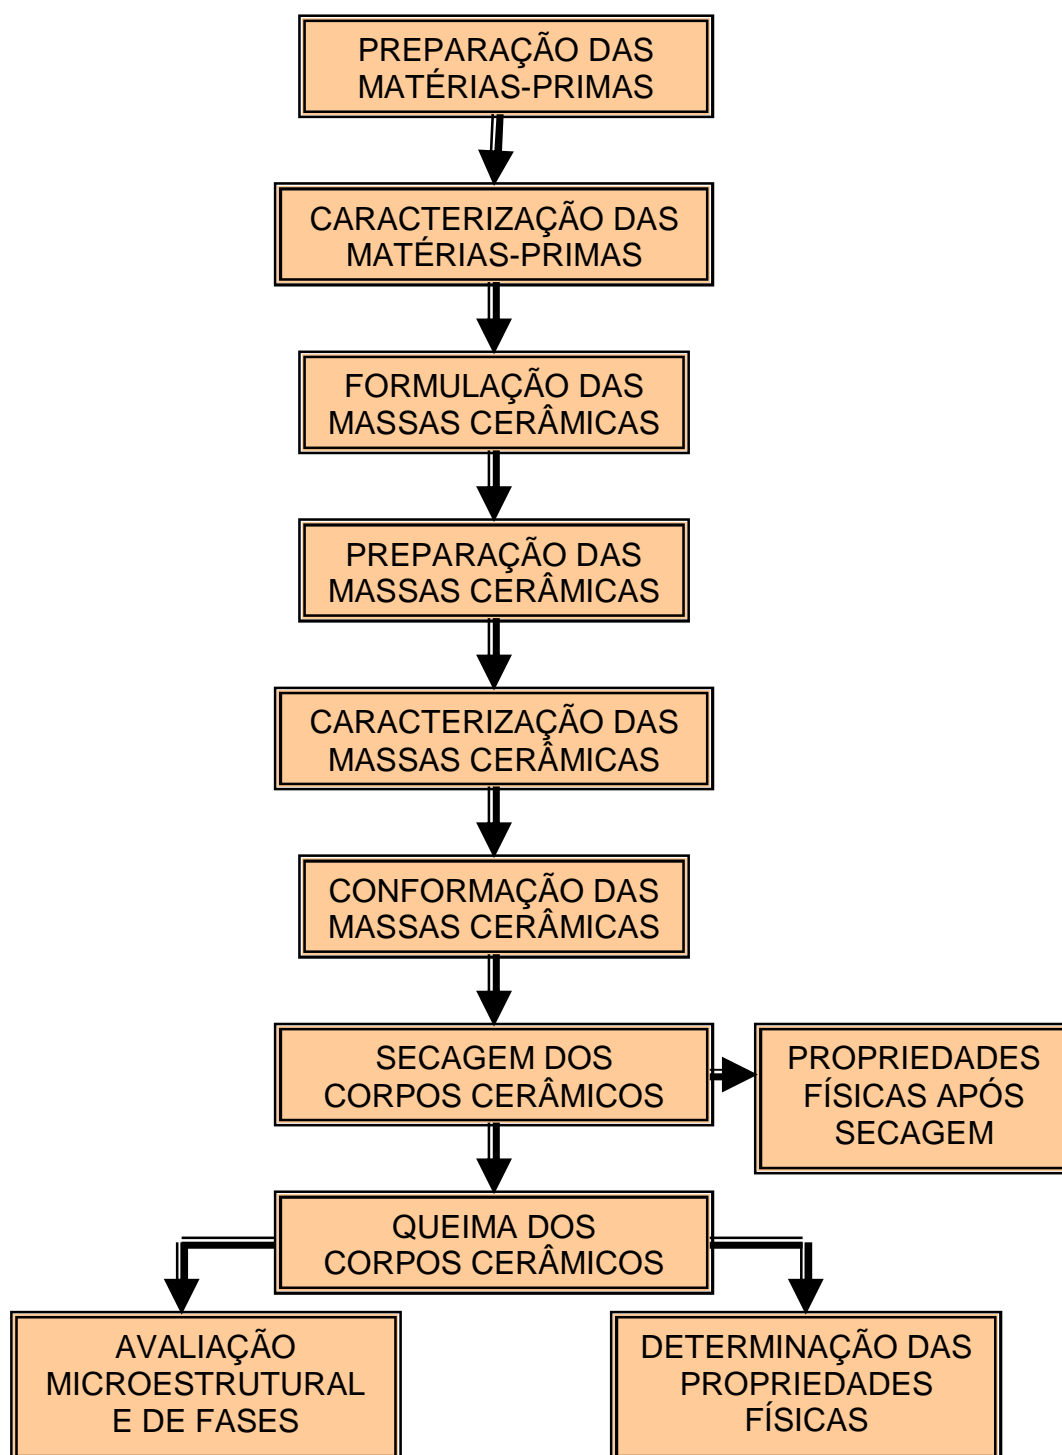 PREPARAÇÃO DAS
MATÉRIAS-PRIMAS
CARACTERIZAÇÃO DAS
MATÉRIAS-PRIMAS
FORMULAÇÃO DAS
MASSAS CERÂMICAS
PREPARAÇÃO DAS
MASSAS CERÂMICAS
CARACTERIZAÇÃO DAS
MASSAS CERÂMICAS
CONFORMAÇÃO DAS
MASSAS CERÂMICAS
SECAGEM DOS
CORPOS CERÂMICOS
PROPRIEDADES
FÍSICAS APÓS
SECAGEM
QUEIMA DOS
CORPOS CERÂMICOS
AVALIAÇÃO
MICROESTRUTURAL
E DE FASES
DETERMINAÇÃO DAS
PROPRIEDADES
FÍSICAS